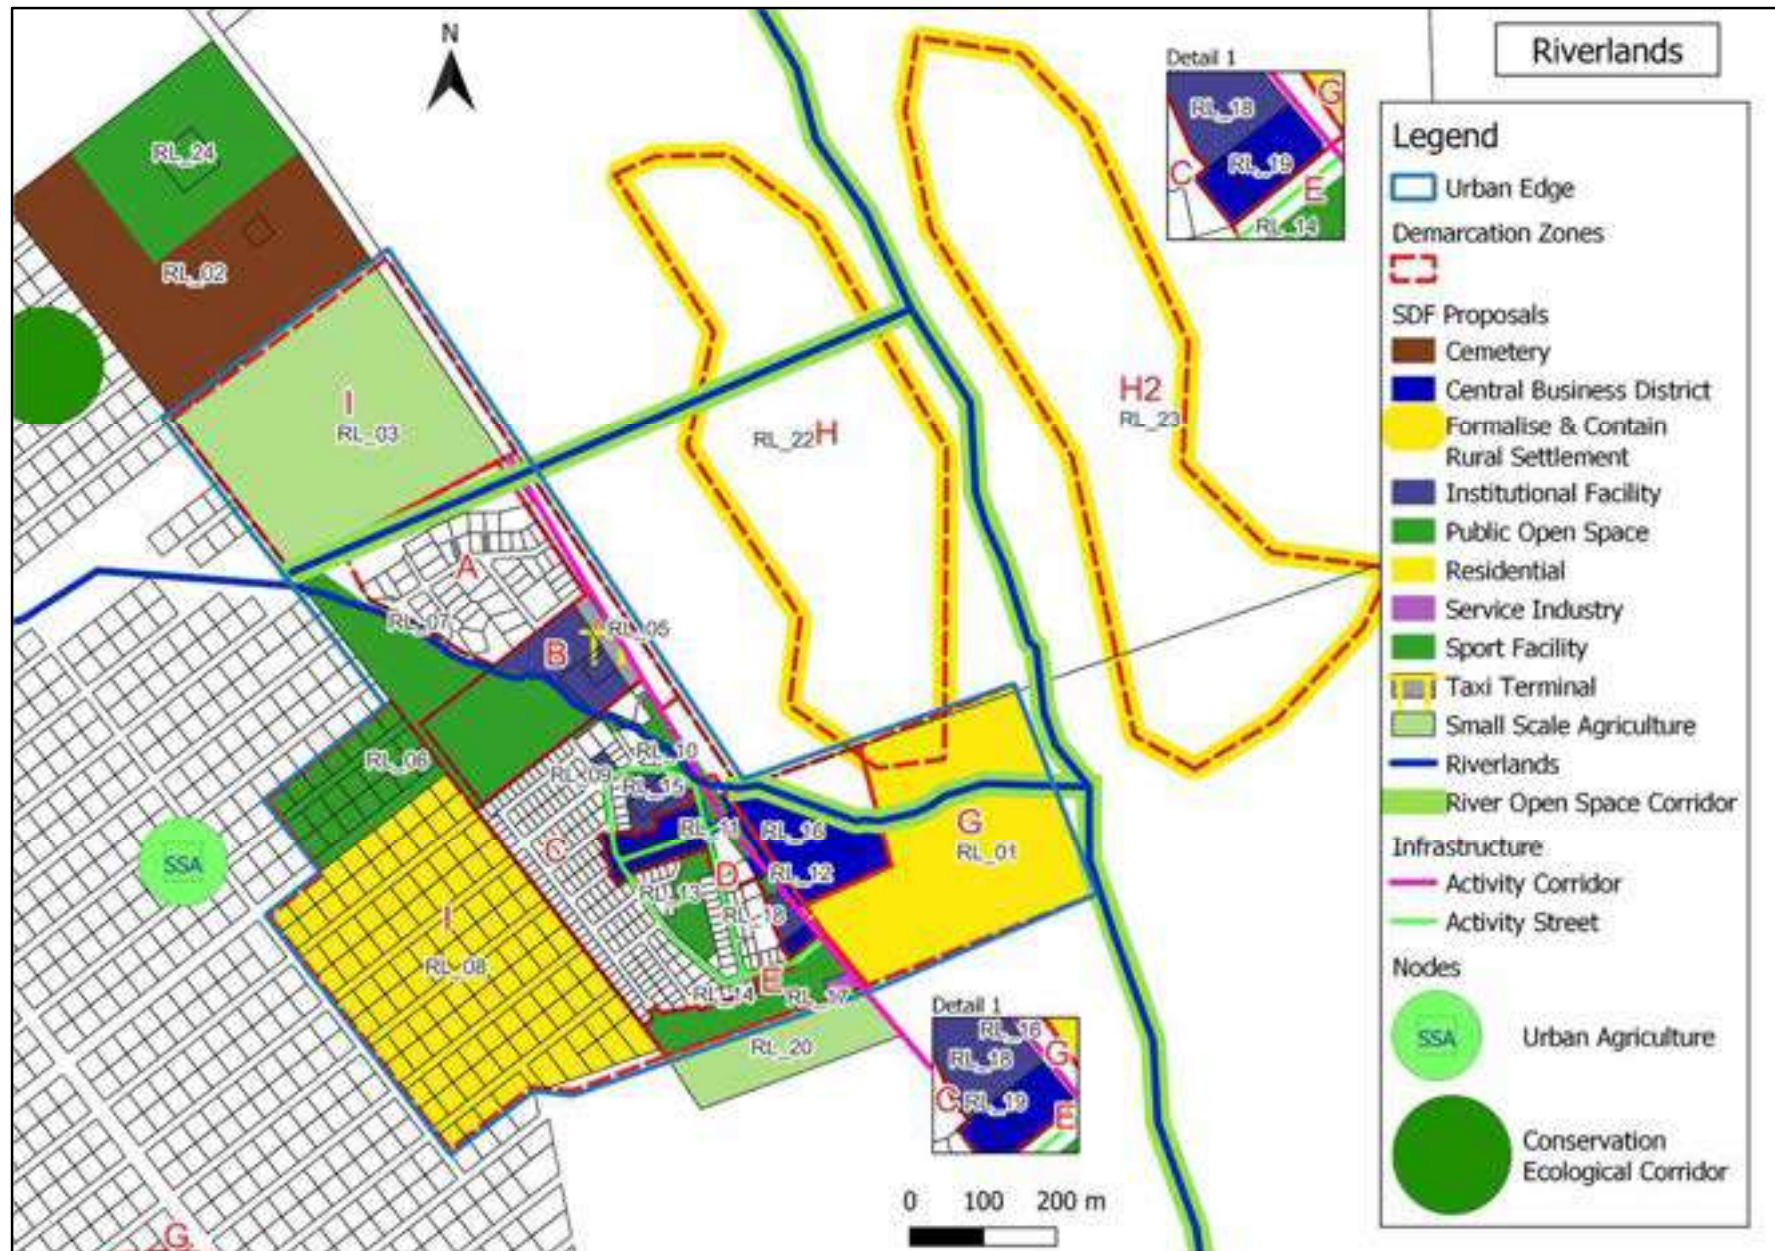 Riverlands
N
Detail 1
G
RL_18
RL_19
C
E
RL_14
Legend
Urban Edge
Demarcation Zones
SDF Proposals
Cemetery
Central Business District
Formalise & Contain
Rural Settlement
Institutional Facility
Public Open Space
Residential
Service Industry
Sport Facility
Taxi Terminal
Small Scale Agriculture
Riverlands
River Open Space Corridor
Infrastructure
Activity Corridor
Activity Street
Nodes
SSA
Urban Agriculture
Conservation
Ecological Corridor
RL_24
RL_02
I
RL_03
H2
RL_23
RL_22 H
A
RL_07
RL_05
B
RL_10
RL_06
RL_09
RL_15
RL_11
RL_16
G
RL_01
C
SSA
D
RL_12
RL_13
RL_18
I
RL_08
E
RL_14
RL_17
RL_20
Detail 1
RL_16
G
RL_18
C
RL_19
E
0 100 200 m
G